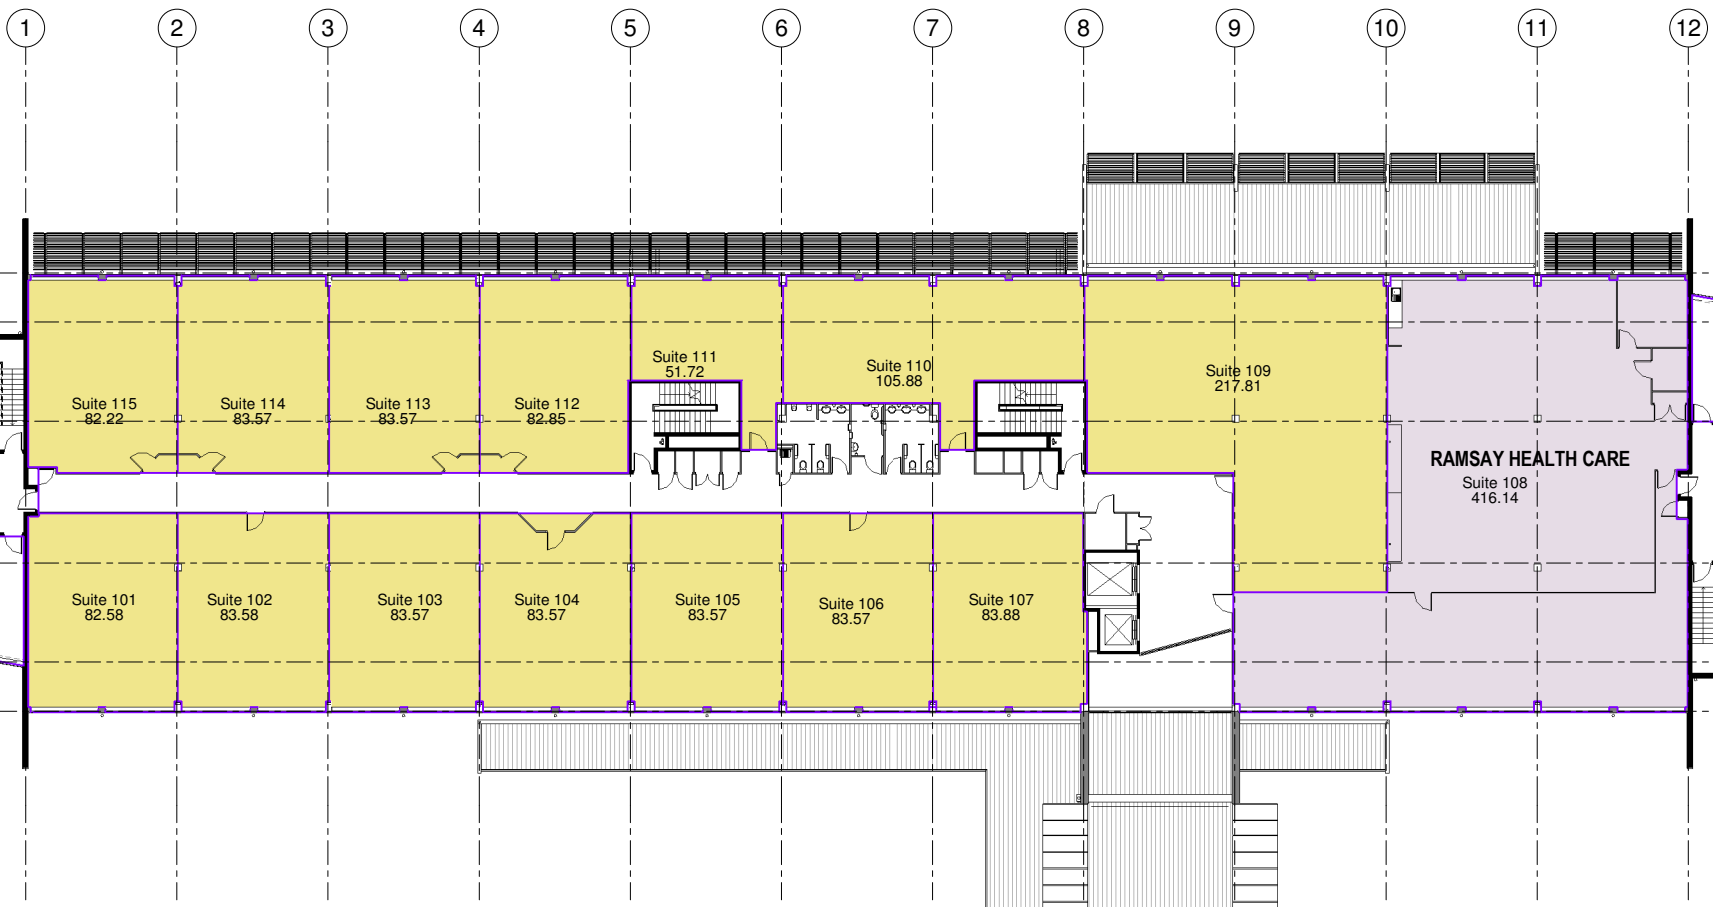 1 2 3 4 5 6 7 8 9 10 11 12
Suite 111
51.72
Suite 110
105.88
Suite 109
217.81
Suite 115
82.22
Suite 114
83.57
Suite 113
83.57
Suite 112
82.85
RAMSAY HEALTH CARE
Suite 108
416.14
Suite 101
82.58
Suite 102
83.58
Suite 103
83.57
Suite 104
83.57
Suite 105
83.57
Suite 106
83.57
Suite 107
83.88